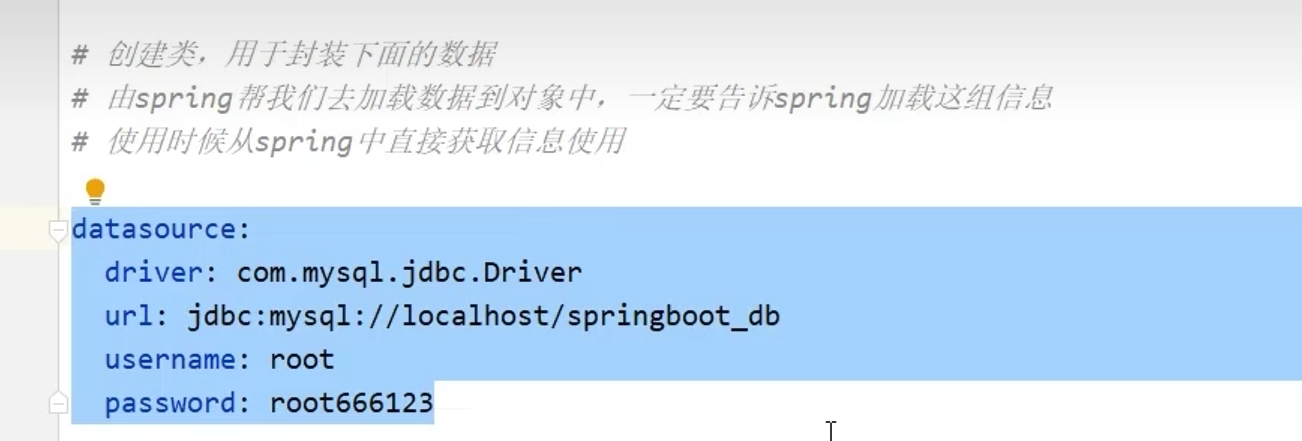 # 创建类，用于封装下面的数据
# 由spring帮我们去加载数据到对象中，一定要告诉spring加载这组信息
# 使用时候从spring中直接获取信息使用
datasource:
  driver: com.mysql.jdbc.Driver
  url: jdbc:mysql://localhost/springboot_db
  username: root
  password: root666123